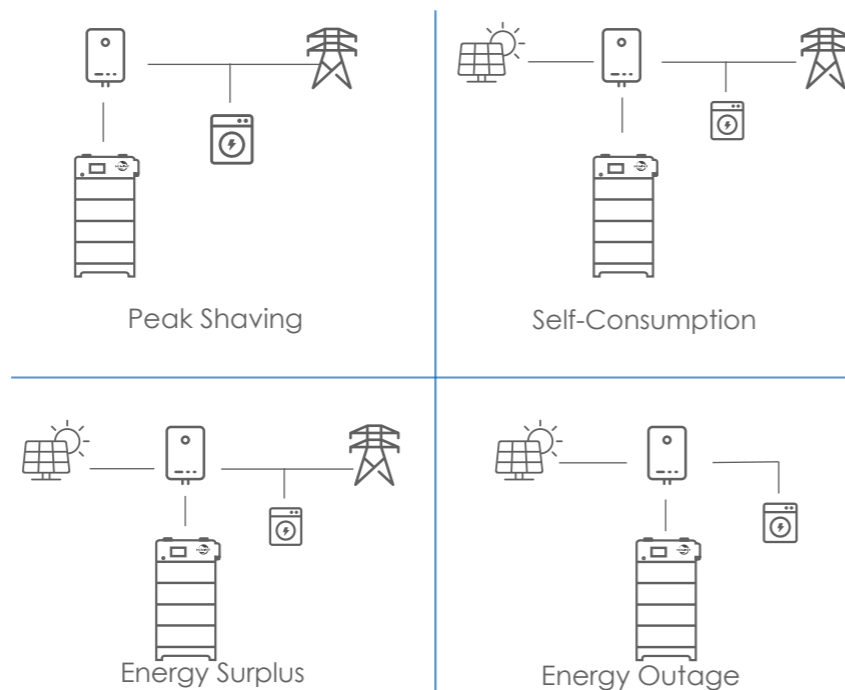 Peak Shaving
Self-Consumption
Energy Surplus
Energy Outage